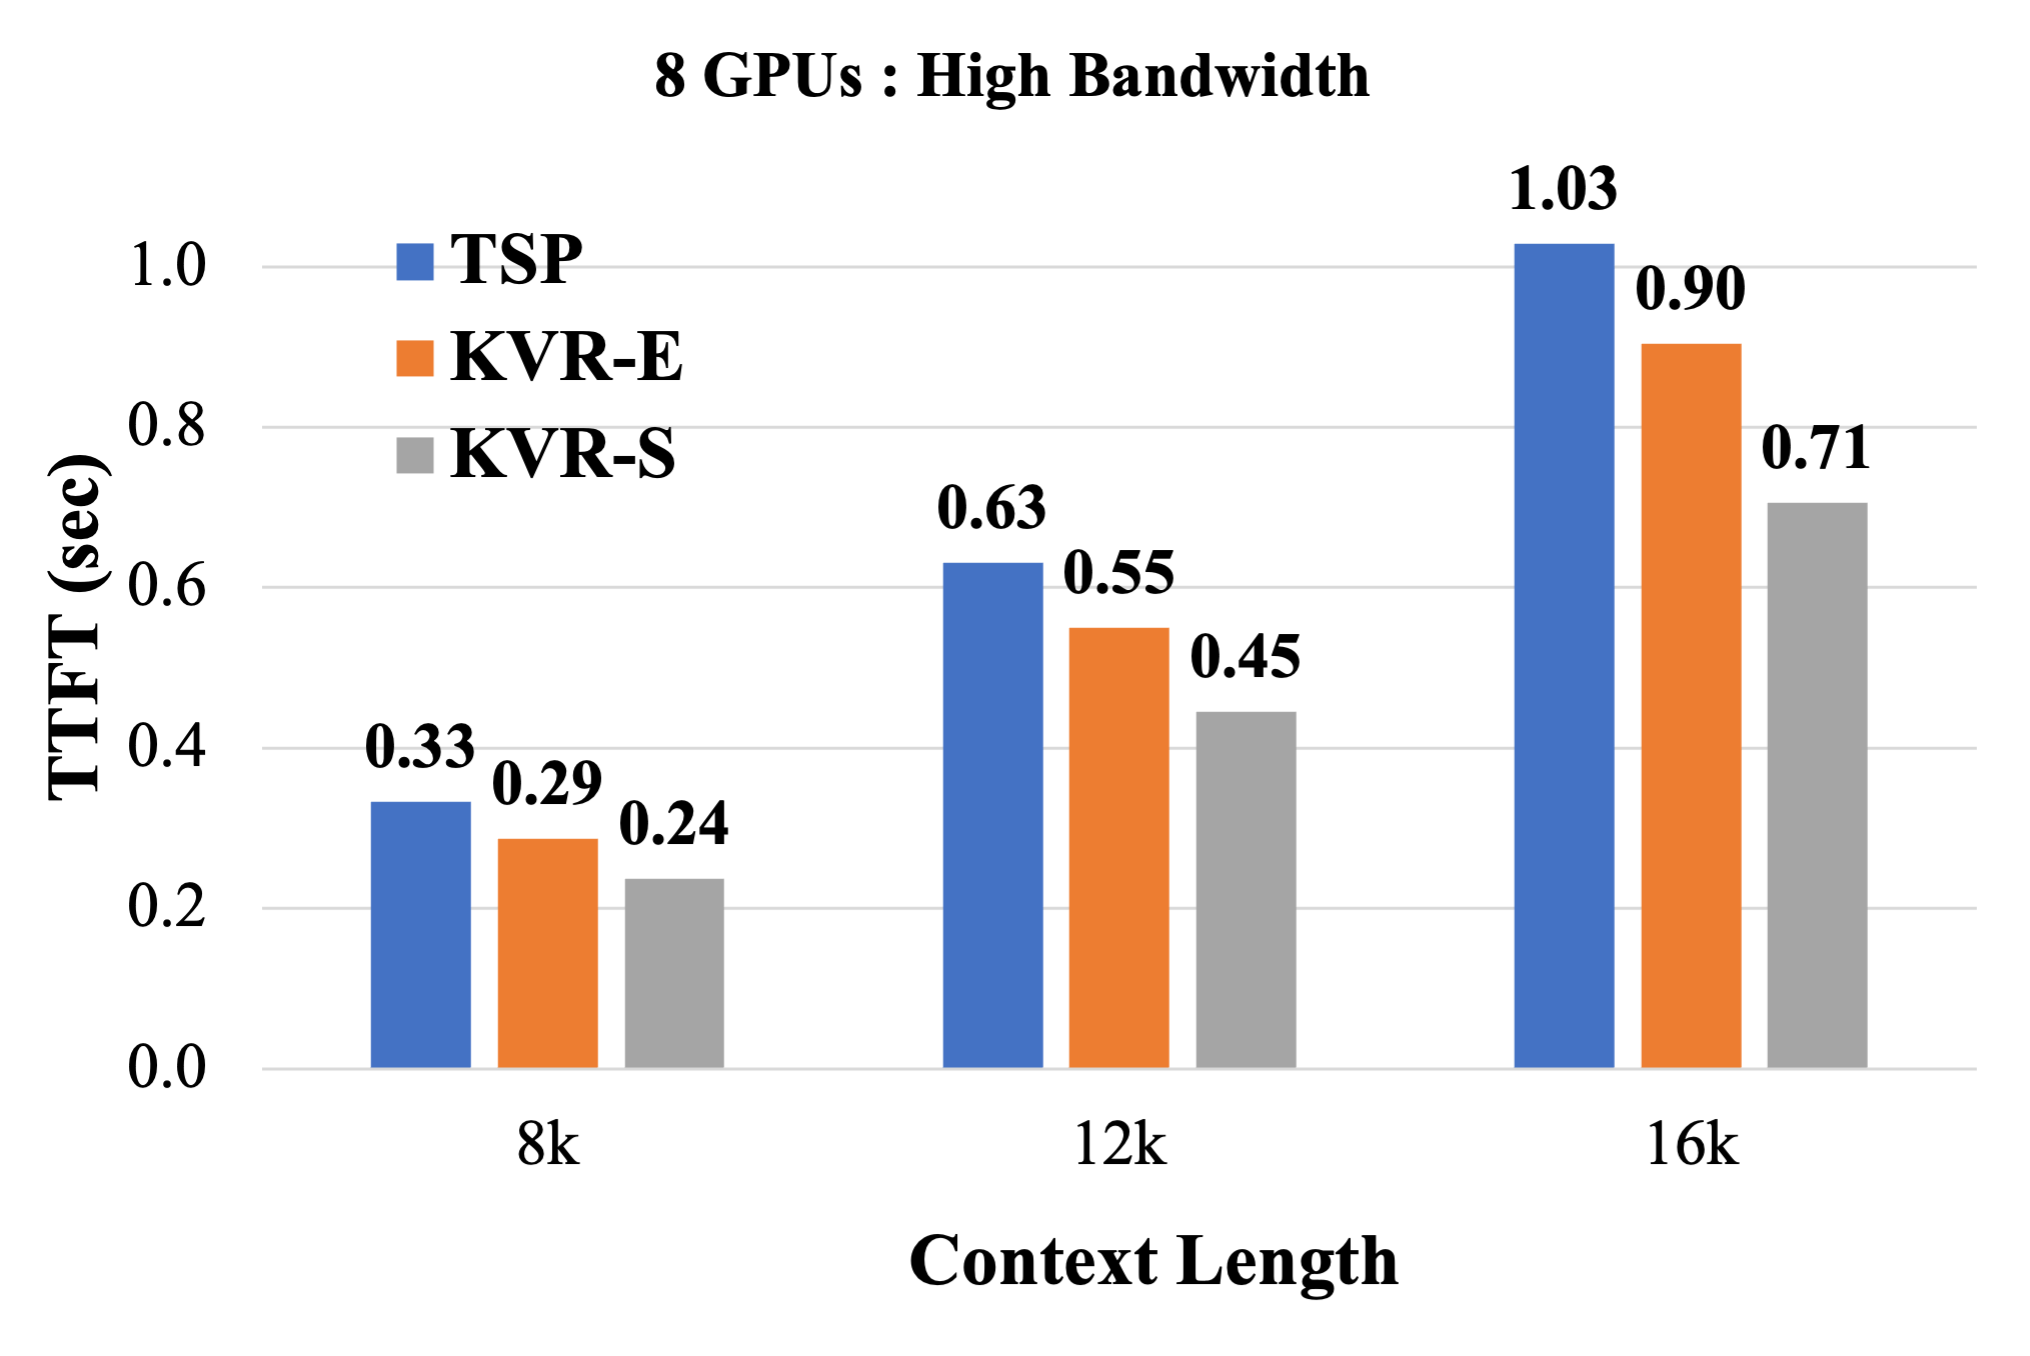 8 GPUs : High Bandwidth
TTFT (sec)
1.0
0.8
0.6
0.4
0.2
0.0
TSP
KVR-E
KVR-S
0.33
0.29
0.24
0.63
0.55
0.45
1.03
0.90
0.71
8k
12k
16k
Context Length